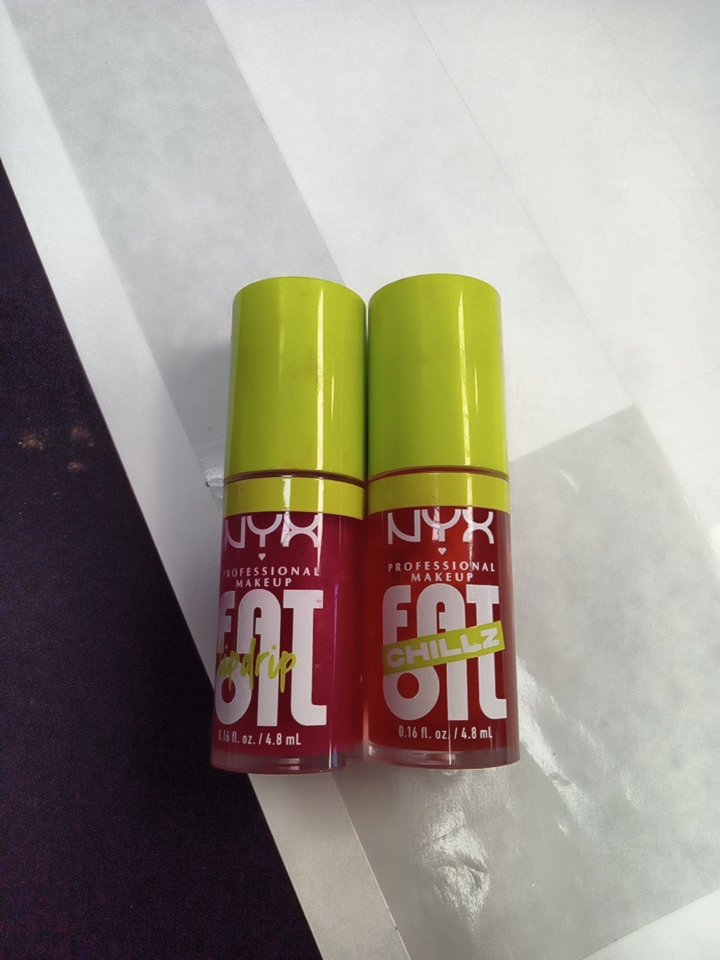 NYX
PROFESSIONAL
MAKEUP
FAT
OIL
0.16 fl. oz. / 4.8 mL
NYX
PROFESSIONAL
MAKEUP
FAT
CHILLZ
OIL
0.16 fl. oz. / 4.8 mL